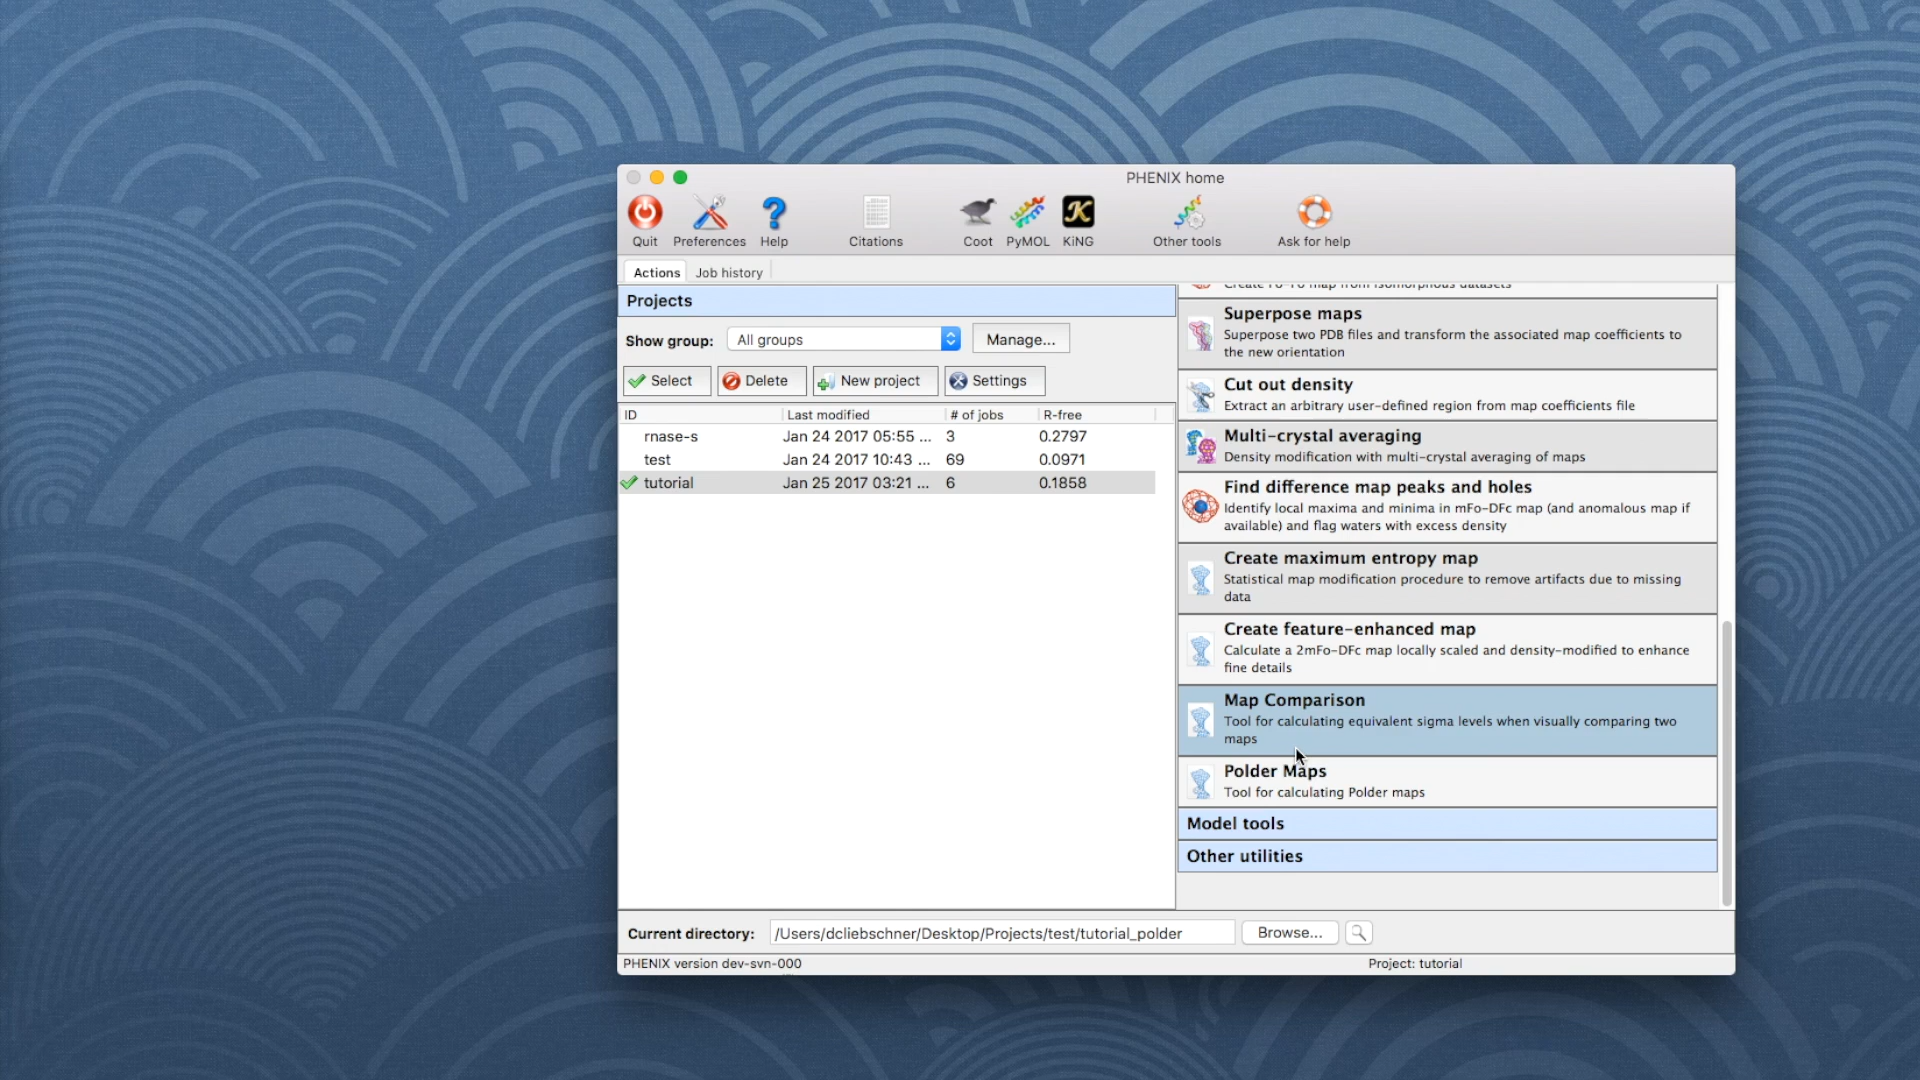 PHENIX home
Quit Preferences Help Citations Coot PyMOL KiNG Other tools Ask for help
K
Actions Job history
Projects
Show group: All groups Manage...
Select Delete New project Settings
ID Last modified # of jobs R-free
rnase-s Jan 24 2017 05:55 ... 3 0.2797
test Jan 24 2017 10:43 ... 69 0.0971
tutorial Jan 25 2017 03:21 ... 6 0.1858
Create Fo-Fo map from isomorphous datasets
Superpose maps
Superpose two PDB files and transform the associated map coefficients to
the new orientation
Cut out density
Extract an arbitrary user-defined region from map coefficients file
Multi-crystal averaging
Density modification with multi-crystal averaging of maps
Find difference map peaks and holes
Identify local maxima and minima in mFo-DFc map (and anomalous map if
available) and flag waters with excess density
Create maximum entropy map
Statistical map modification procedure to remove artifacts due to missing
data
Create feature-enhanced map
Calculate a 2mFo-DFc map locally scaled and density-modified to enhance
fine details
Map Comparison
Tool for calculating equivalent sigma levels when visually comparing two
maps
Polder Maps
Tool for calculating Polder maps
Model tools
Other utilities
Current directory: /Users/dcliebschner/Desktop/Projects/test/tutorial_polder Browse...
PHENIX version dev-svn-000 Project: tutorial